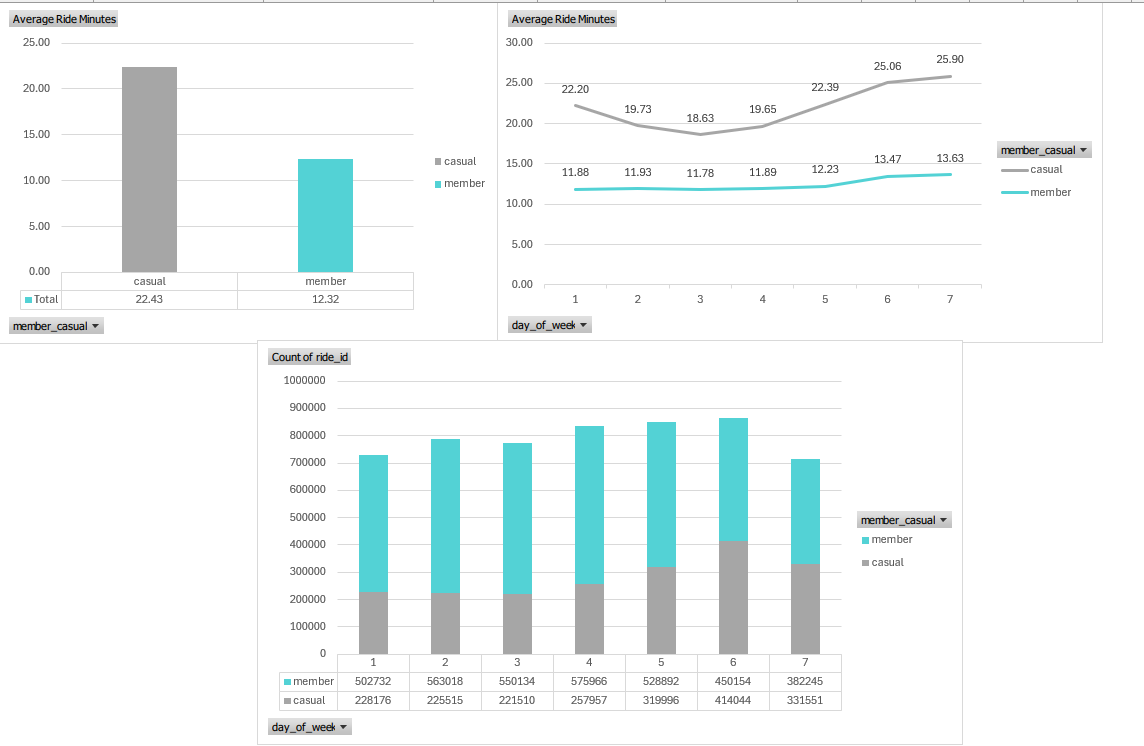 Average Ride Minutes
25.00
20.00
15.00
10.00
5.00
0.00
casual member
Total 22.43 12.32
casual
member
member_casual
Average Ride Minutes
30.00
25.00
20.00
15.00
10.00
5.00
0.00
22.20 19.73 18.63 19.65 22.39 25.06 25.90
11.88 11.93 11.78 11.89 12.23 13.47 13.63
1 2 3 4 5 6 7
member_casual
casual
member
day_of_week
Count of ride_id
1000000
900000
800000
700000
600000
500000
400000
300000
200000
100000
0
1 2 3 4 5 6 7
member 502732 563018 550134 575966 528892 450154 382245
casual 228176 225515 221510 257957 319996 414044 331551
member_casual
member
casual
day_of_week